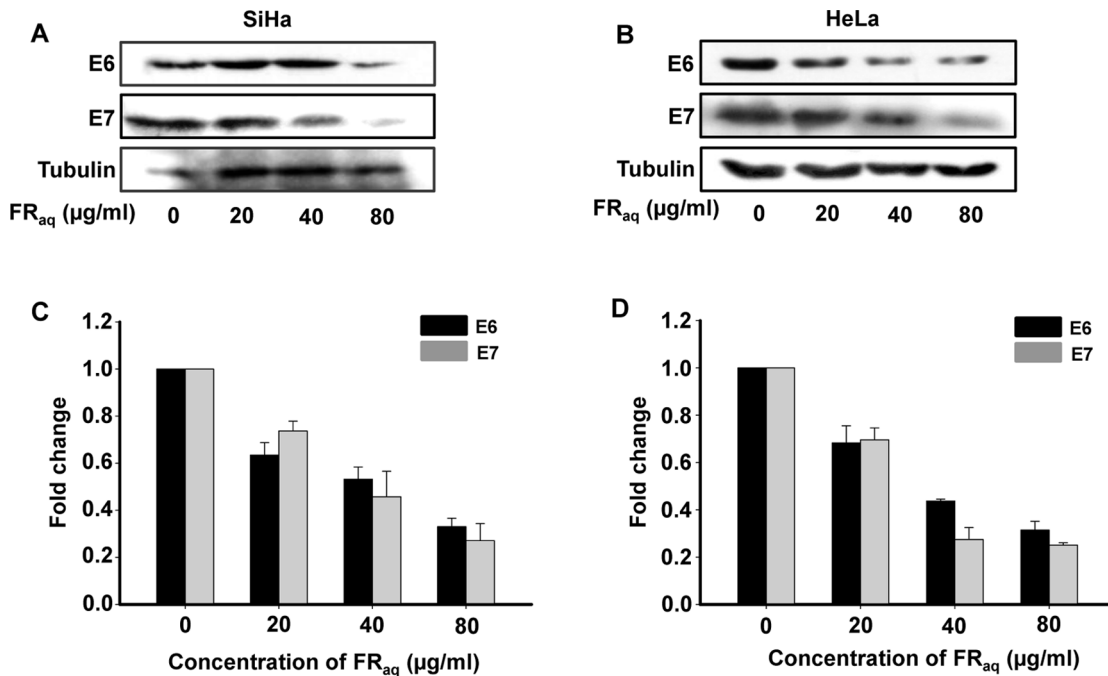 SiHa
A
E6
E7
Tubulin
FRaq (µg/ml) 0 20 40 80
HeLa
B
E6
E7
Tubulin
FRaq (µg/ml) 0 20 40 80
C
E6
E7
1.2
1.0
0.8
0.6
0.4
0.2
0.0
Fold change
0 20 40 80
Concentration of FRaq (µg/ml)
D
E6
E7
1.2
1.0
0.8
0.6
0.4
0.2
0.0
Fold change
0 20 40 80
Concentration of FRaq (µg/ml)